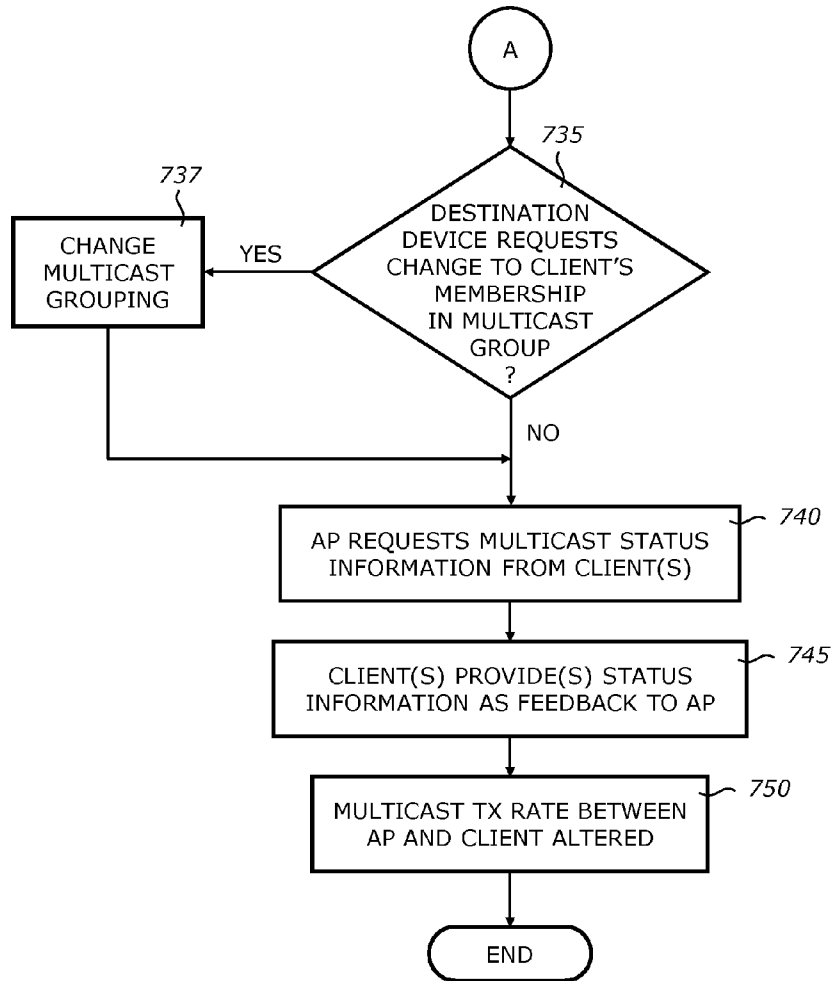 A
735
DESTINATION
DEVICE REQUESTS
CHANGE TO CLIENT'S
MEMBERSHIP
IN MULTICAST
GROUP
?
YES
737
CHANGE
MULTICAST
GROUPING
NO
740
AP REQUESTS MULTICAST STATUS
INFORMATION FROM CLIENT(S)
745
CLIENT(S) PROVIDE(S) STATUS
INFORMATION AS FEEDBACK TO AP
750
MULTICAST TX RATE BETWEEN
AP AND CLIENT ALTERED
END